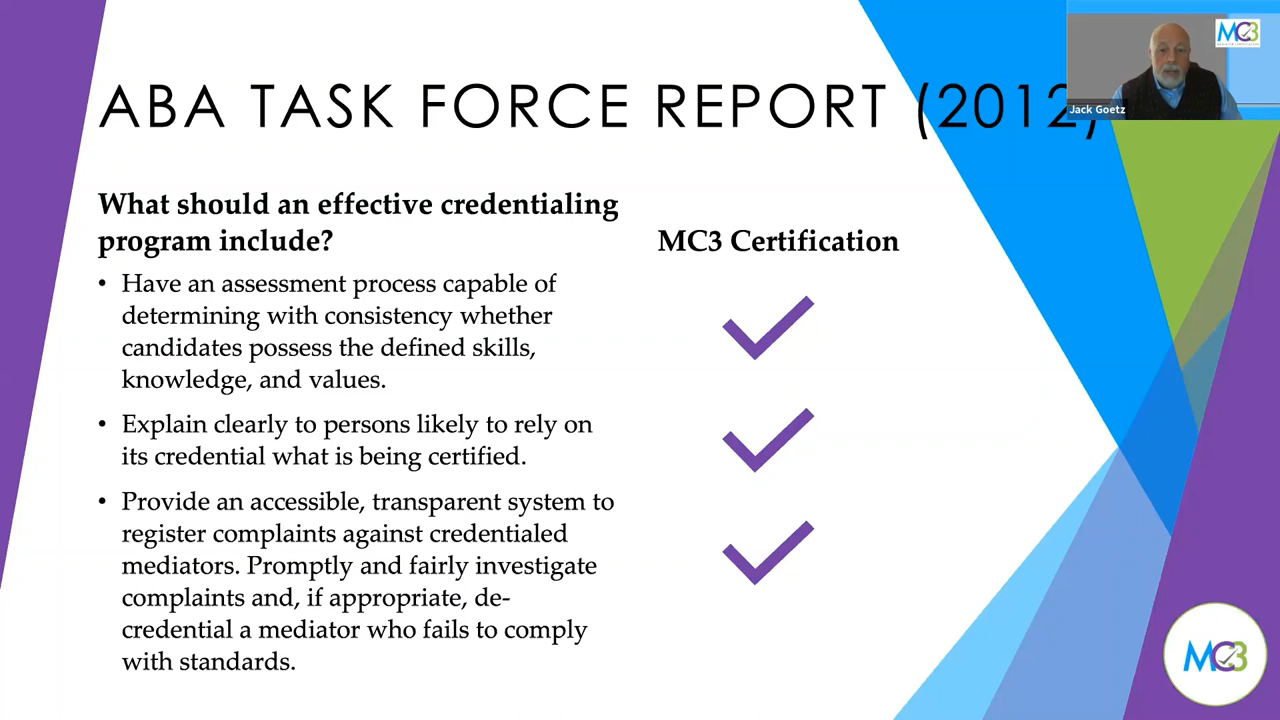 ABA TASK FORCE REPORT (2012)
MC3
Jack Goetz
What should an effective credentialing
program include?
MC3 Certification
• Have an assessment process capable of
determining with consistency whether
candidates possess the defined skills,
knowledge, and values.
• Explain clearly to persons likely to rely on
its credential what is being certified.
• Provide an accessible, transparent system to
register complaints against credentialed
mediators. Promptly and fairly investigate
complaints and, if appropriate, de-
credential a mediator who fails to comply
with standards.
MC3